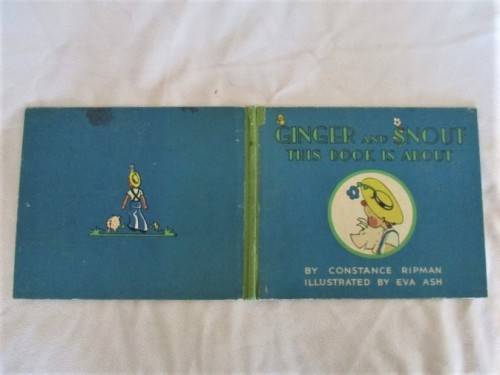 GINGER AND SNOUT
THIS BOOK IS ABOUT
BY CONSTANCE RIPMAN
ILLUSTRATED BY EVA ASH